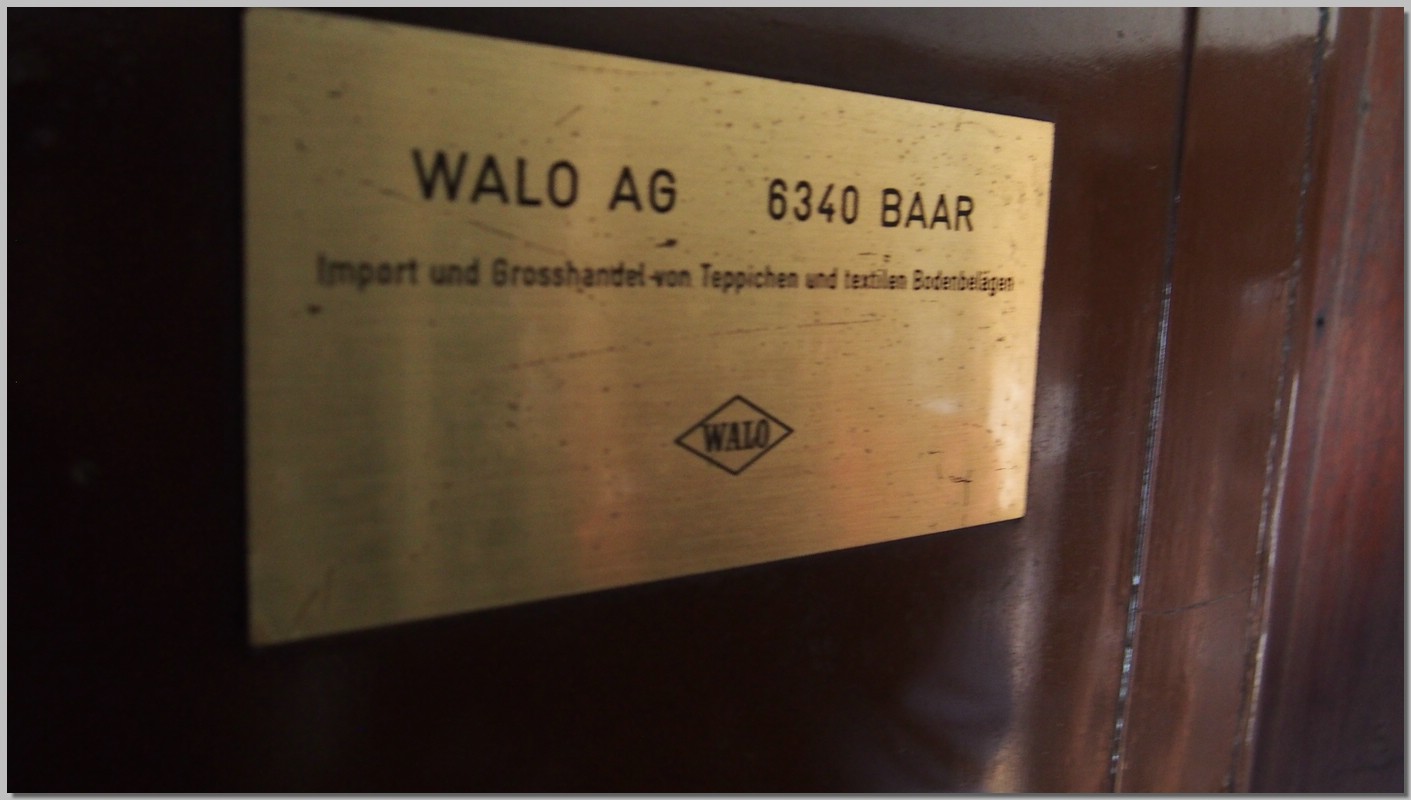 WALO AG 6340 BAAR
Import und Grosshandel von Teppichen und textilen Bodenbelägen
WALO